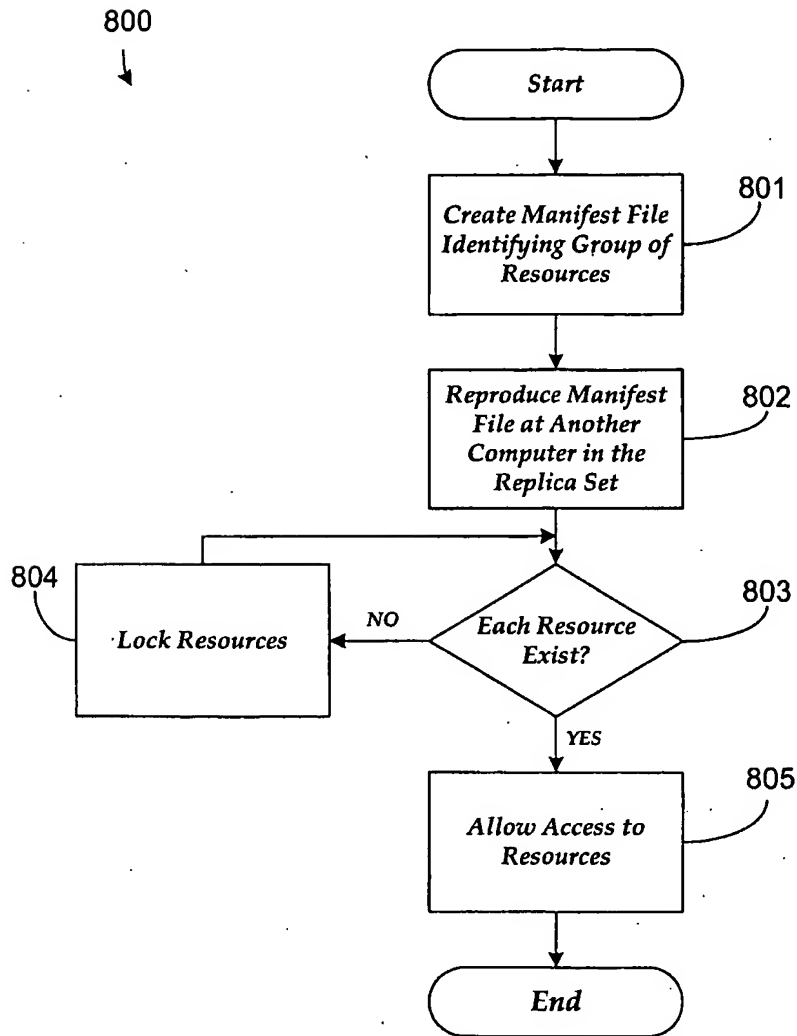 800
Start
801
Create Manifest File
Identifying Group of
Resources
802
Reproduce Manifest
File at Another
Computer in the
Replica Set
804
Lock Resources
NO
Each Resource
Exist?
803
YES
805
Allow Access to
Resources
End